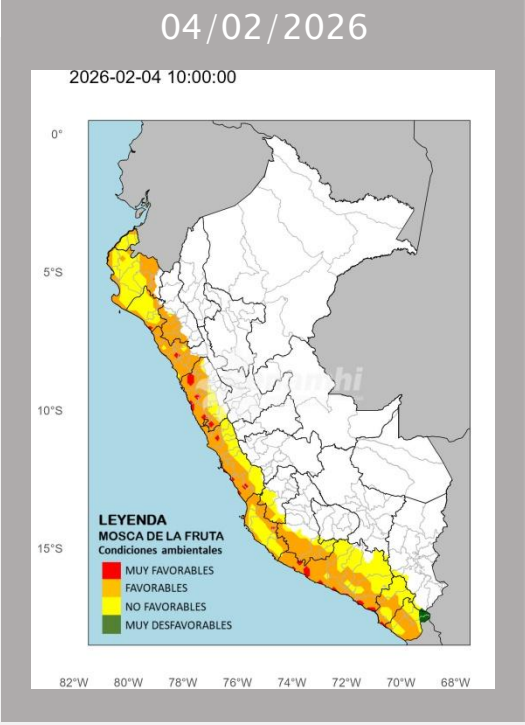 04/02/2026
2026-02-04 10:00:00
0°
5°S
10°S
15°S
LEYENDA
MOSCA DE LA FRUTA
Condiciones ambientales
MUY FAVORABLES
FAVORABLES
NO FAVORABLES
MUY DESFAVORABLES
82°W 80°W 78°W 76°W 74°W 72°W 70°W 68°W